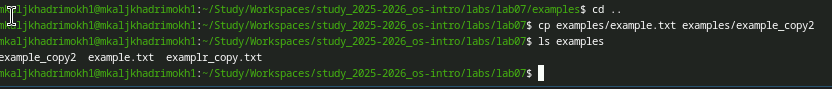 mkaljkhadrimokh1@mkaljkhadrimokh1:~/Study/Workspaces/study_2025-2026_os-intro/labs/lab07/examples$ cd ..
mkaljkhadrimokh1@mkaljkhadrimokh1:~/Study/Workspaces/study_2025-2026_os-intro/labs/lab07$ cp examples/example.txt examples/example_copy2
mkaljkhadrimokh1@mkaljkhadrimokh1:~/Study/Workspaces/study_2025-2026_os-intro/labs/lab07$ ls examples
example_copy2  example.txt  examplr_copy.txt
mkaljkhadrimokh1@mkaljkhadrimokh1:~/Study/Workspaces/study_2025-2026_os-intro/labs/lab07$